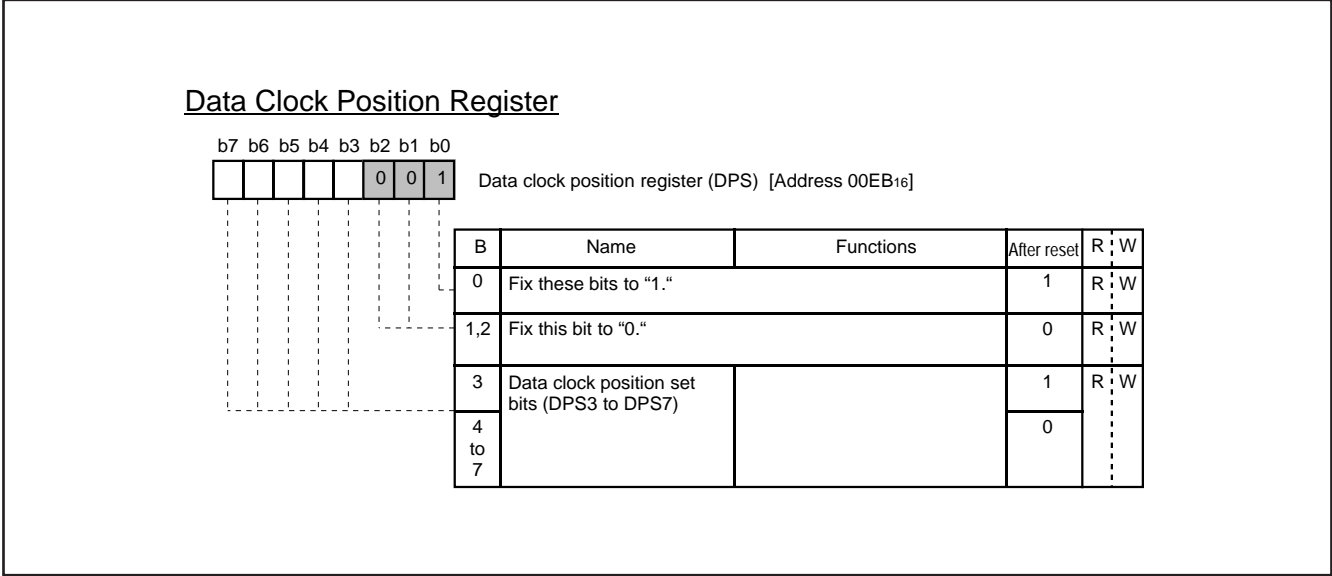 Data Clock Position Register
b7 b6 b5 b4 b3 b2 b1 b0
0 0 1 Data clock position register (DPS) [Address 00EB16]
B Name Functions After reset R W
0 Fix these bits to “1.“ 1 R W
1,2 Fix this bit to “0.“ 0 R W
3 Data clock position set 1 R W
bits (DPS3 to DPS7)
4 0
to
7